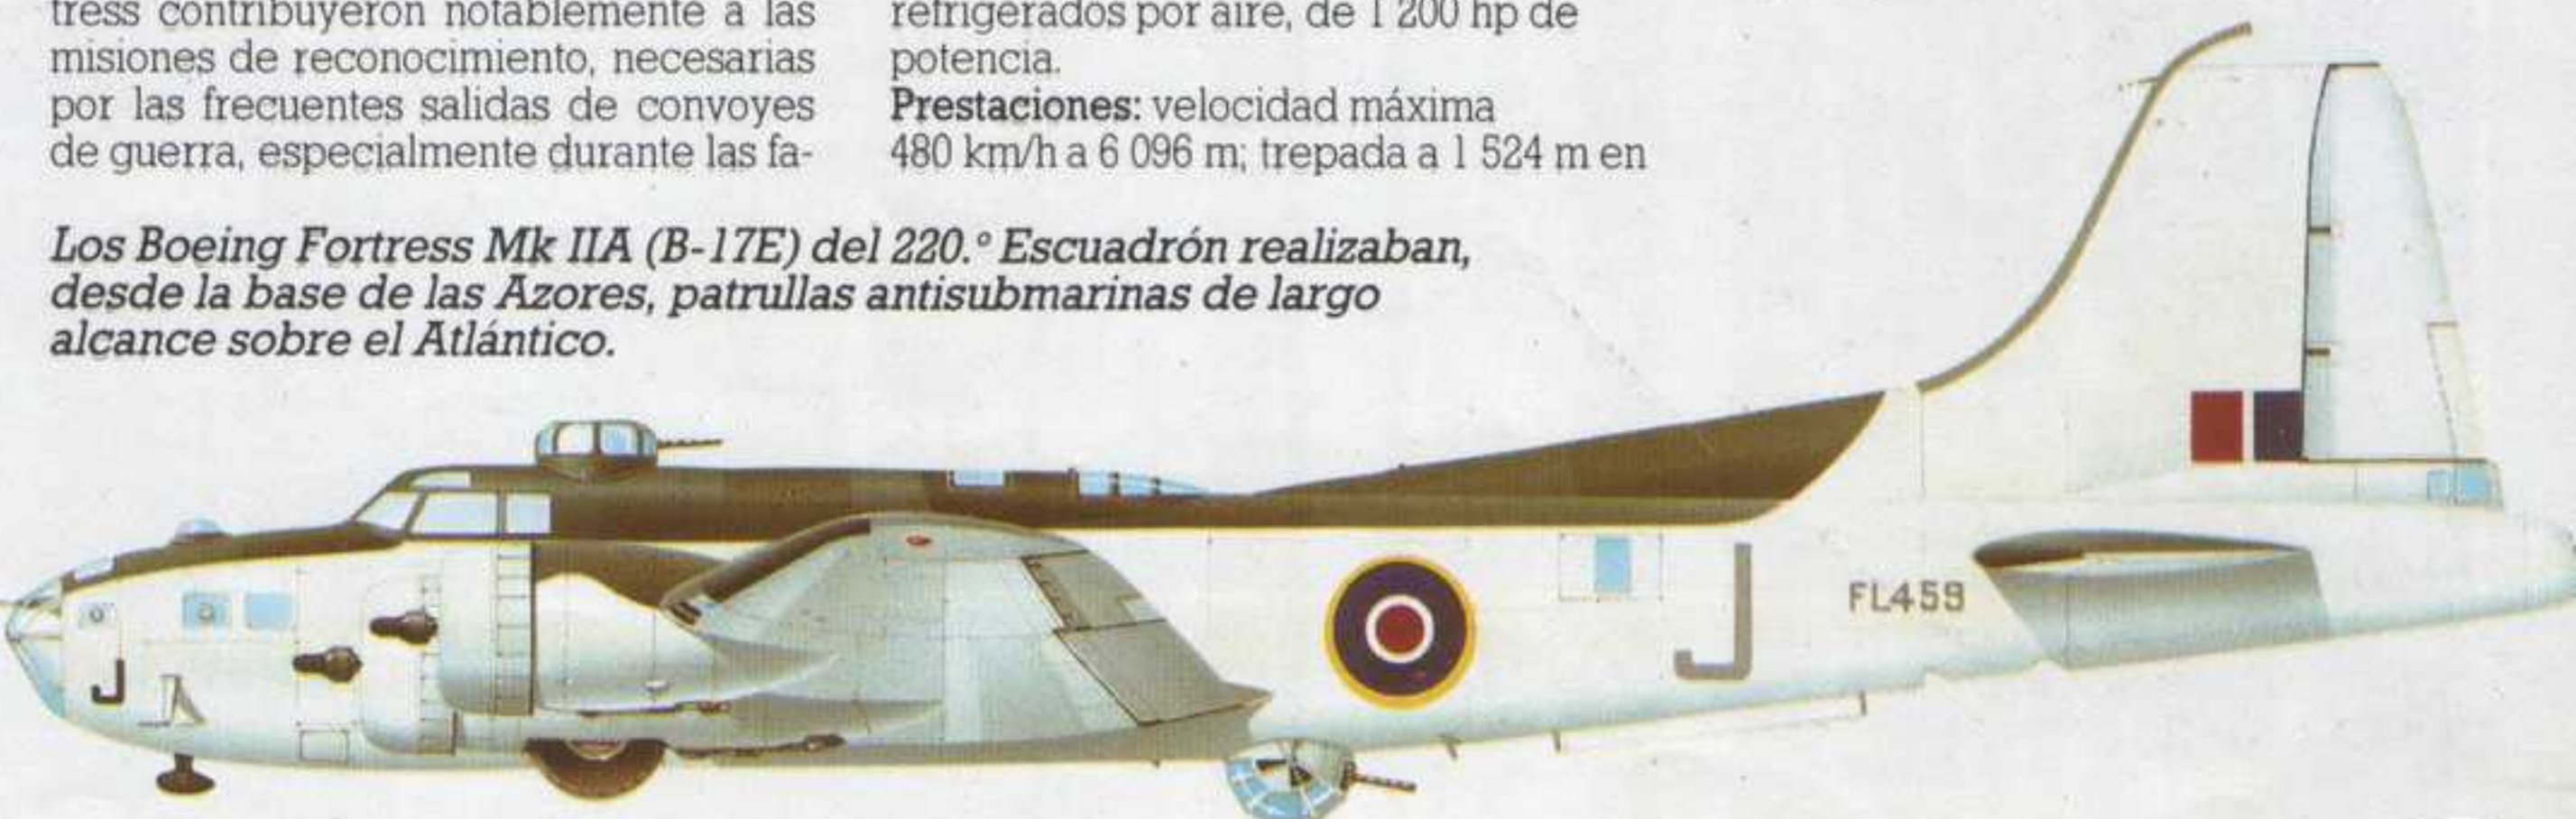 tress contribuyeron notablemente a las
misiones de reconocimiento, necesarias
por las frecuentes salidas de convoyes
de guerra, especialmente durante las fa-
refrigerados por aire, de 1 200 hp de
potencia.
Prestaciones: velocidad máxima
480 km/h a 6 096 m; trepada a 1 524 m en
Los Boeing Fortress Mk IIA (B-17E) del 220.º Escuadrón realizaban,
desde la base de las Azores, patrullas antisubmarinas de largo
alcance sobre el Atlántico.
J
J
FL459